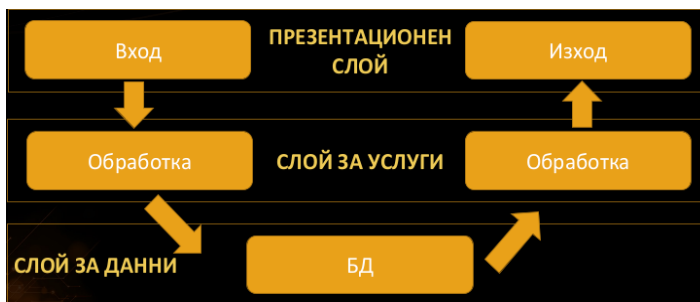 Вход
ПРЕЗЕНТАЦИОНЕН
СЛОЙ
Изход
Обработка
СЛОЙ ЗА УСЛУГИ
Обработка
СЛОЙ ЗА ДАННИ
БД